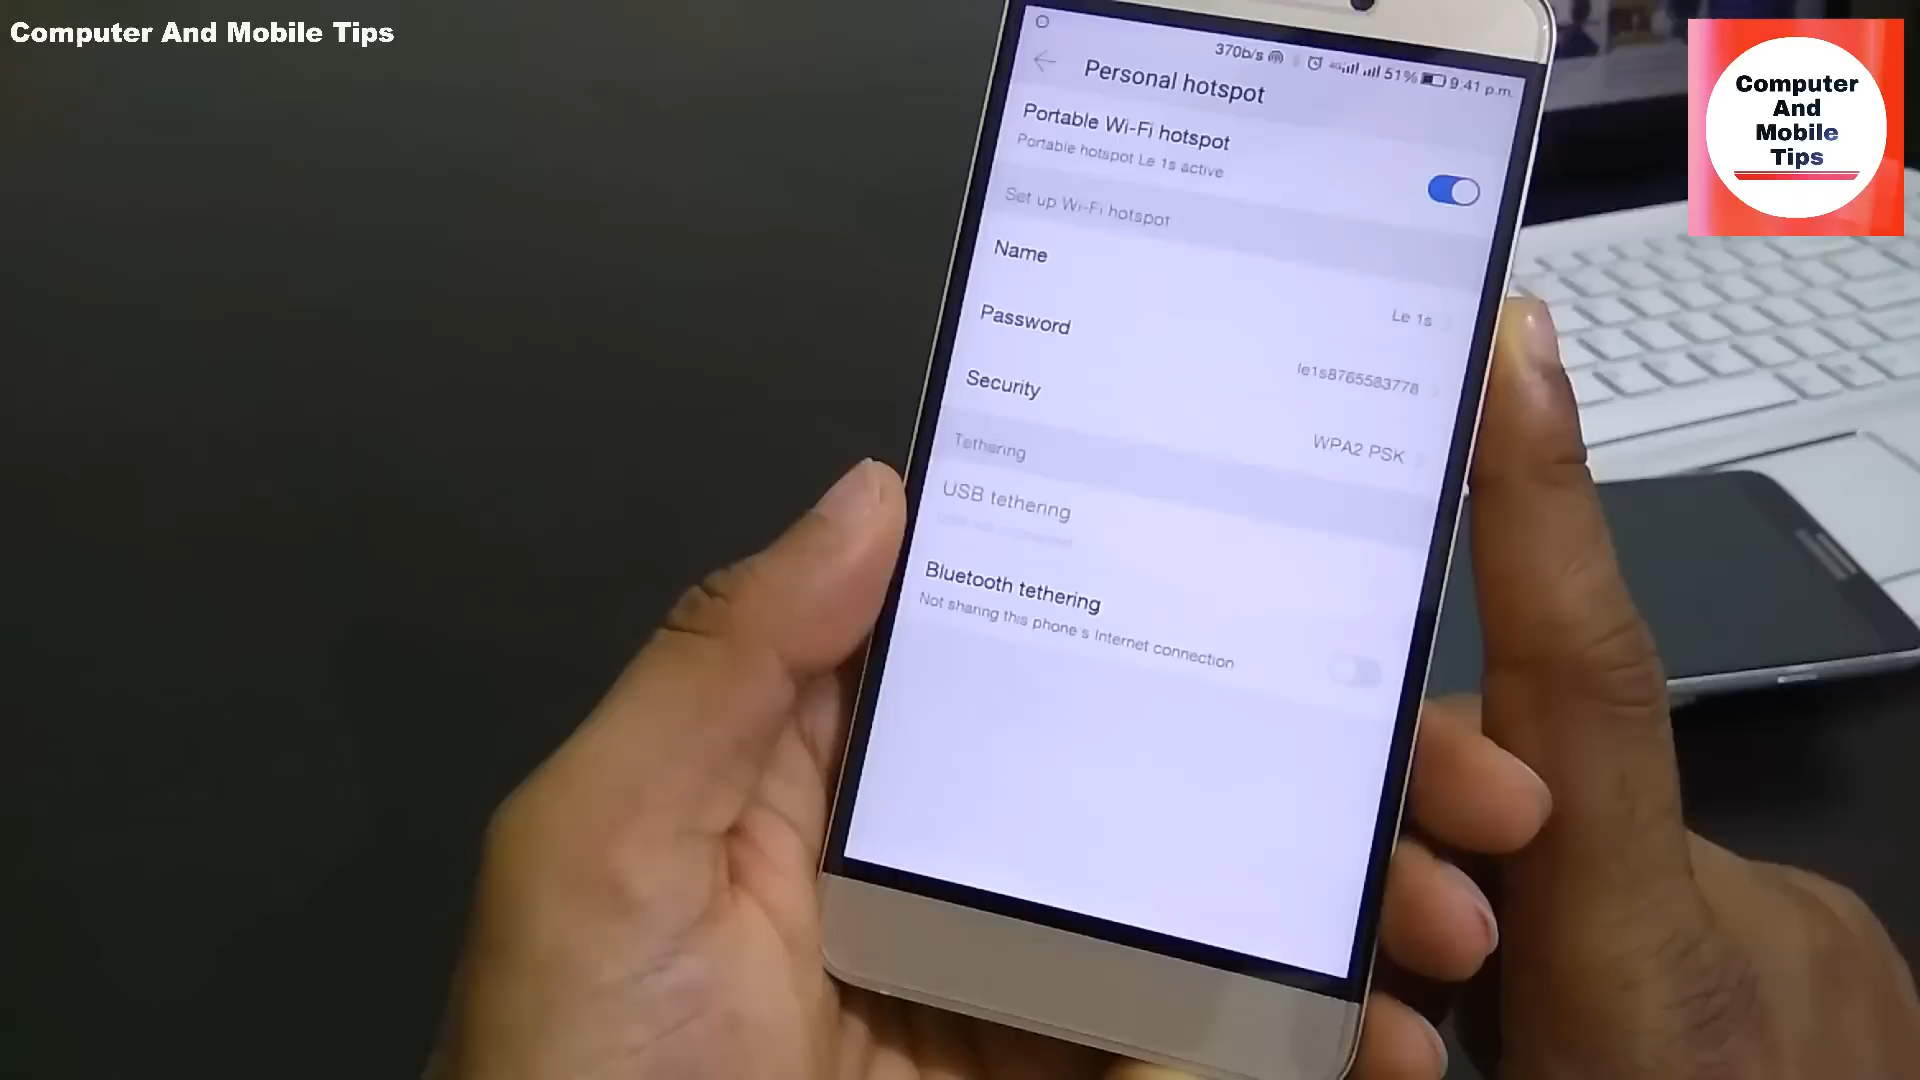 Computer And Mobile Tips
370b/s 4G 51% 9:41 p.m.
Personal hotspot
Portable Wi-Fi hotspot
Portable hotspot Le 1s active
Set up Wi-Fi hotspot
Name
Le 1s
Password
le1s8765583778
Security
WPA2 PSK
Tethering
USB tethering
Bluetooth tethering
Not sharing this phone's Internet connection
Computer
And
Mobile
Tips